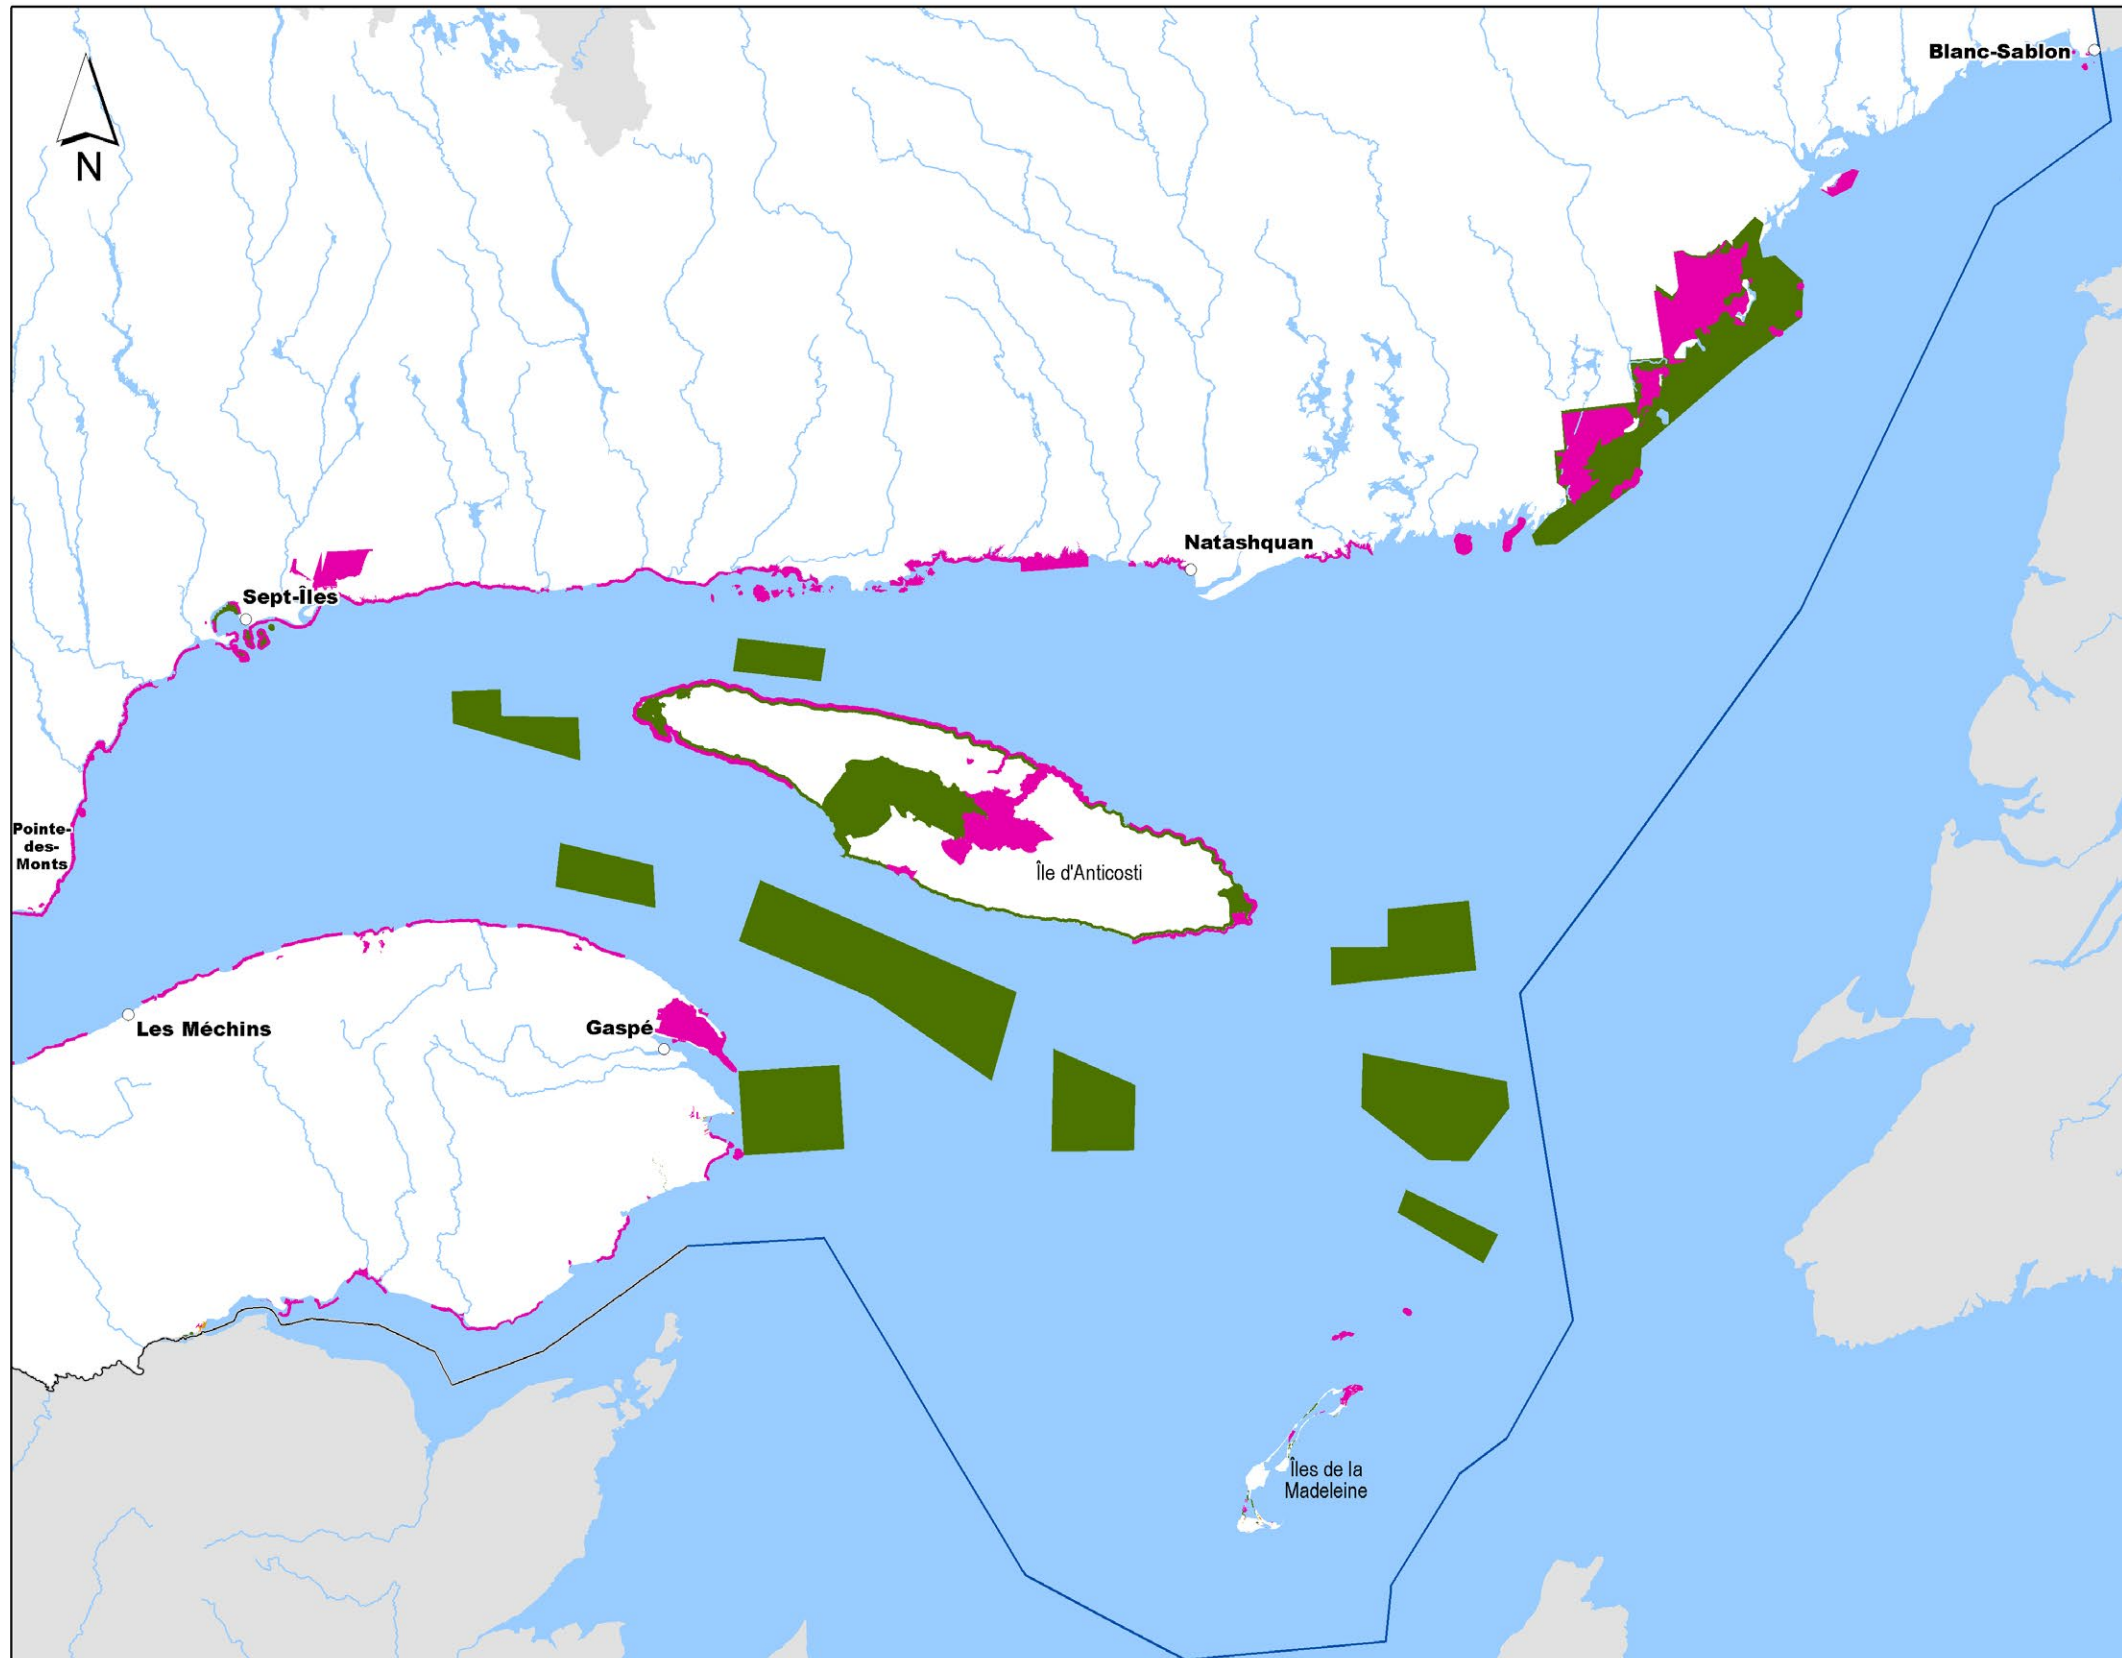 Blanc-Sablon
N
Natashquan
Sept-Îles
Pointe-
des-
Monts
Île d'Anticosti
Les Méchins
Gaspé
Îles de la
Madeleine